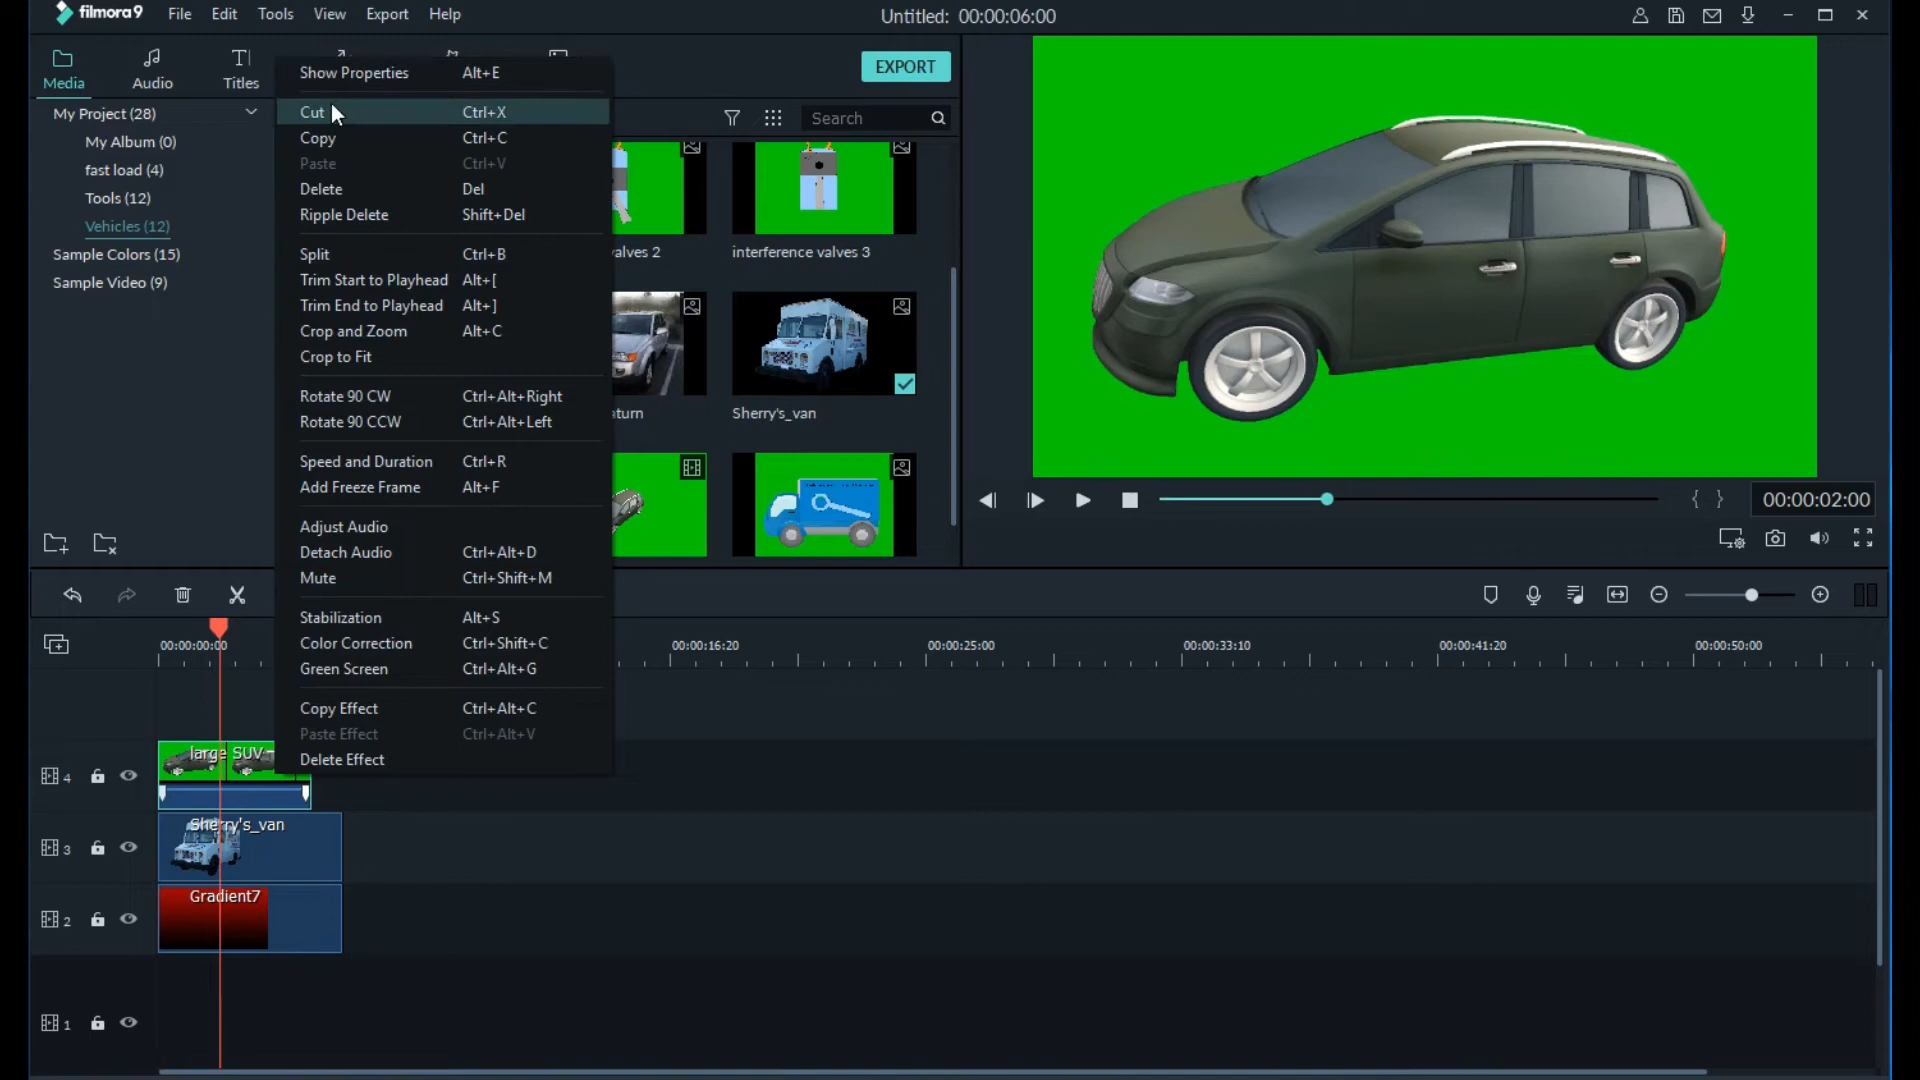 filmora9 File Edit Tools View Export Help Untitled: 00:00:06:00
Media Audio Titles
EXPORT
My Project (28)
My Album (0)
fast load (4)
Tools (12)
Vehicles (12)
Sample Colors (15)
Sample Video (9)
Show Properties Alt+E
Cut Ctrl+X
Copy Ctrl+C
Paste Ctrl+V
Delete Del
Ripple Delete Shift+Del
Split Ctrl+B
Trim Start to Playhead Alt+[
Trim End to Playhead Alt+]
Crop and Zoom Alt+C
Crop to Fit
Rotate 90 CW Ctrl+Alt+Right
Rotate 90 CCW Ctrl+Alt+Left
Speed and Duration Ctrl+R
Add Freeze Frame Alt+F
Adjust Audio
Detach Audio Ctrl+Alt+D
Mute Ctrl+Shift+M
Stabilization Alt+S
Color Correction Ctrl+Shift+C
Green Screen Ctrl+Alt+G
Copy Effect Ctrl+Alt+C
Paste Effect Ctrl+Alt+V
Delete Effect
Search
alves 2 interference valves 3
aturn Sherry's_van
{ } 00:00:02:00
00:00:00:00 00:00:16:20 00:00:25:00 00:00:33:10 00:00:41:20 00:00:50:00
4 large SUV -
3 Sherry's_van
2 Gradient7
1